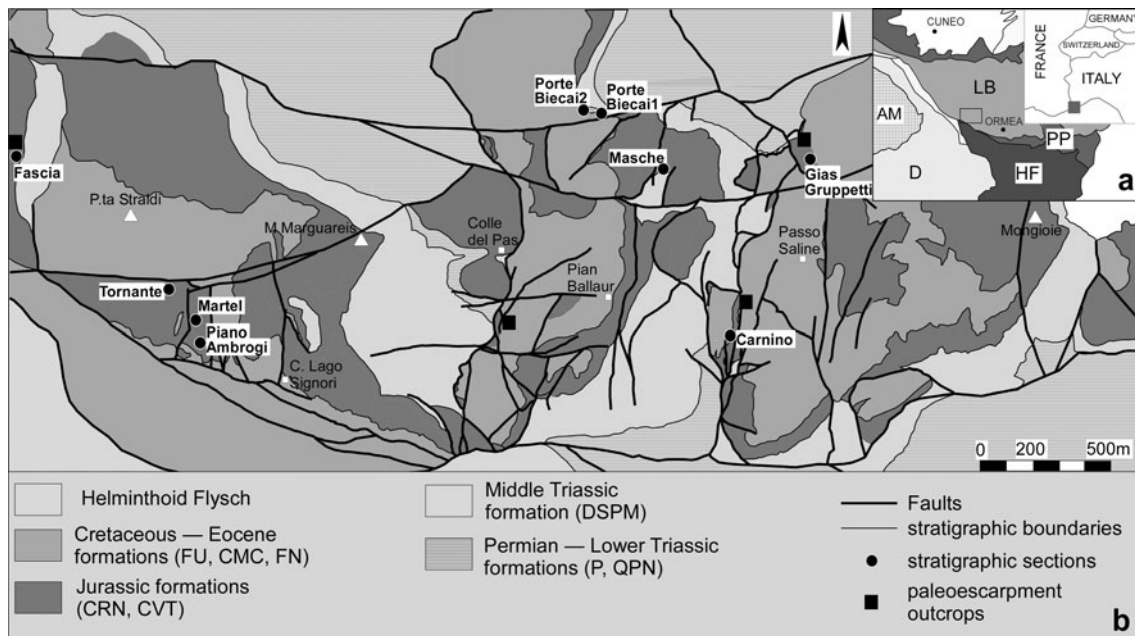 CUNEO
LB
AM
ORMEA
PP
D
HF
a
FRANCE
GERMANY
SWITZERLAND
ITALY
Porte
Biecai2
Porte
Biecai1
Masche
Gias
Gruppetti
Fascia
P.ta Straldi
M.Marguareis
Colle
del Pas
Passo
Saline
Mongioie
Pian
Ballaur
Tornante
Martel
Piano
Ambrogi
C. Lago
Signori
Carnino
0 200 500m
Helminthoid Flysch
Cretaceous — Eocene
formations (FU, CMC, FN)
Jurassic formations
(CRN, CVT)
Middle Triassic
formation (DSPM)
Permian — Lower Triassic
formations (P, QPN)
Faults
stratigraphic boundaries
stratigraphic sections
paleoescarpment
outcrops
b